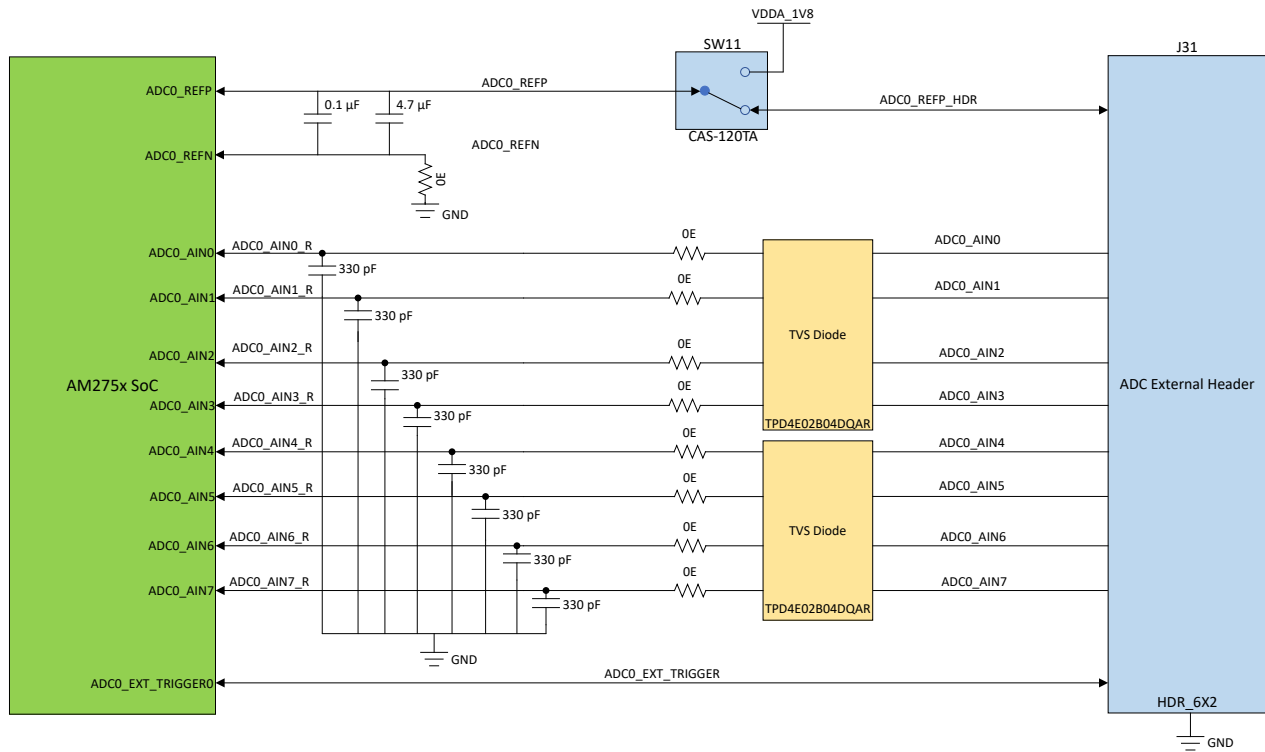 VDDA_1V8
SW11
J31
ADC0_REFP
ADC0_REFP
0.1 µF
4.7 µF
ADC0_REFP_HDR
CAS-120TA
ADC0_REFN
ADC0_REFN
0E
GND
ADC0_AIN0
ADC0_AIN0_R
330 pF
0E
ADC0_AIN0
ADC0_AIN1
ADC0_AIN1_R
330 pF
0E
ADC0_AIN1
TVS Diode
ADC0_AIN2
ADC0_AIN2_R
330 pF
0E
ADC0_AIN2
AM275x SoC
ADC External Header
ADC0_AIN3
ADC0_AIN3_R
330 pF
0E
ADC0_AIN3
TPD4E02B04DQAR
ADC0_AIN4
ADC0_AIN4_R
330 pF
0E
ADC0_AIN4
ADC0_AIN5
ADC0_AIN5_R
330 pF
0E
ADC0_AIN5
TVS Diode
ADC0_AIN6
ADC0_AIN6_R
330 pF
0E
ADC0_AIN6
ADC0_AIN7
ADC0_AIN7_R
330 pF
0E
ADC0_AIN7
TPD4E02B04DQAR
GND
ADC0_EXT_TRIGGER0
ADC0_EXT_TRIGGER
HDR_6X2
GND